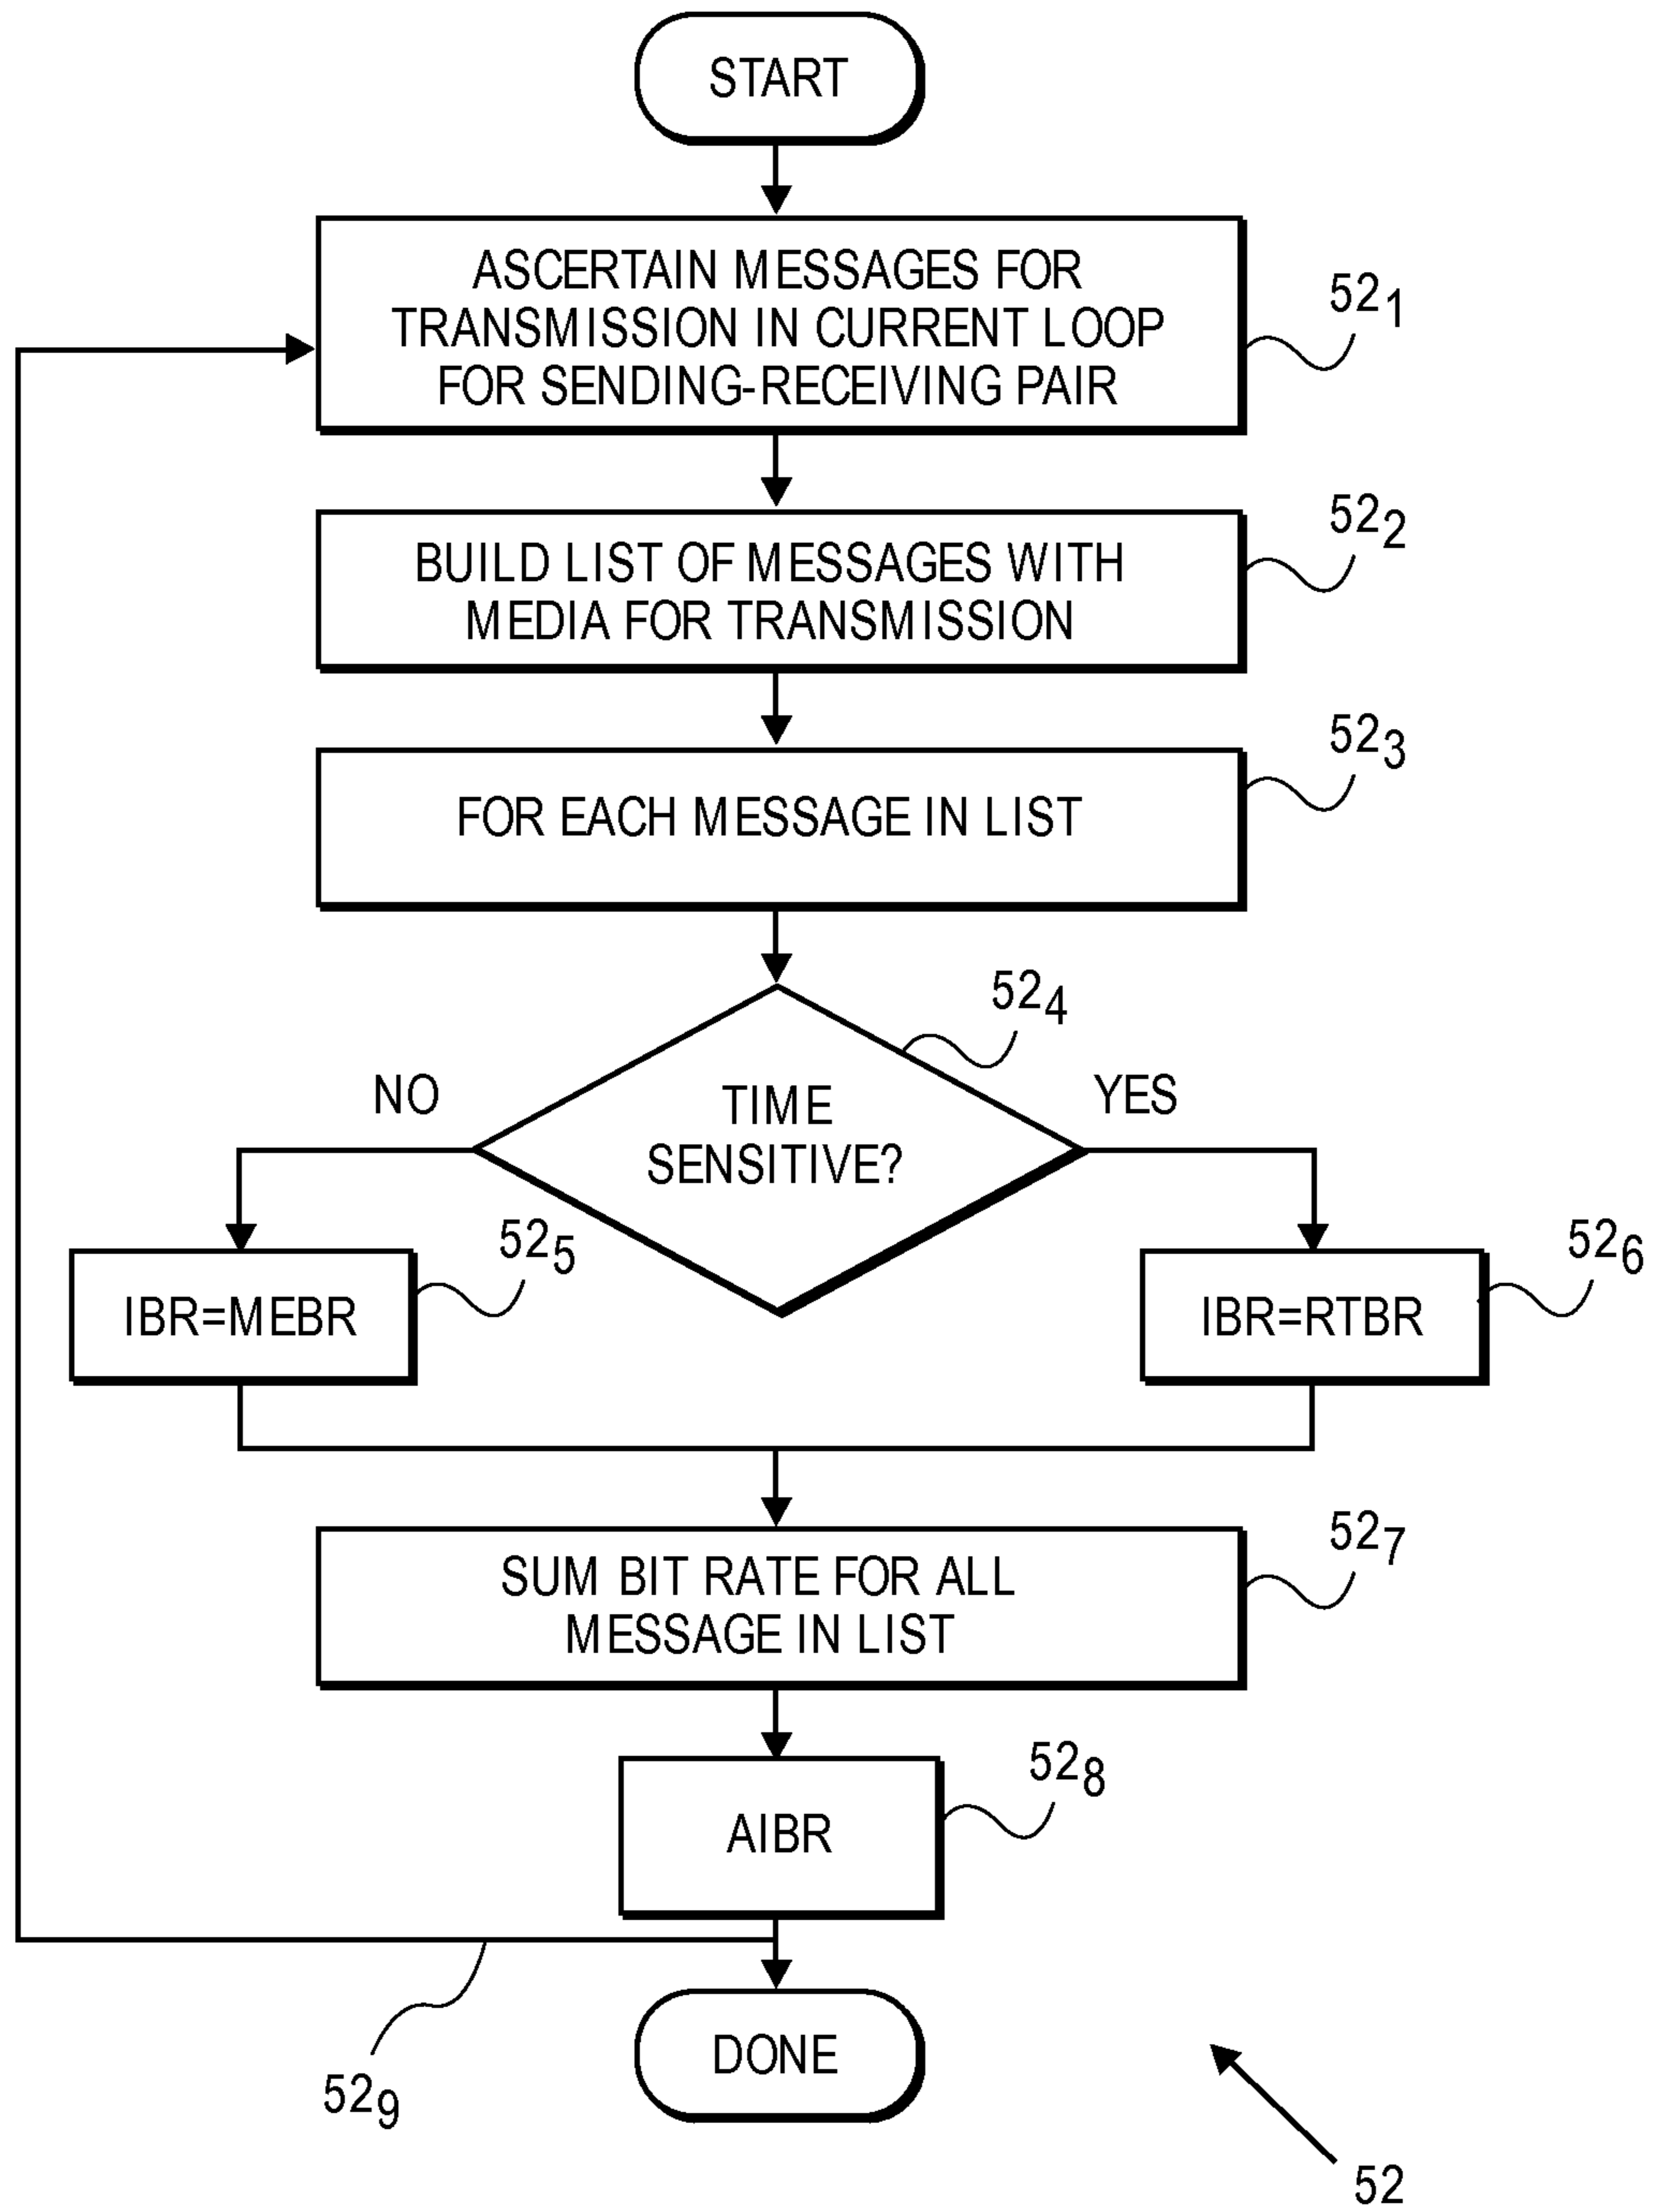 START
ASCERTAIN MESSAGES FOR
TRANSMISSION IN CURRENT LOOP
FOR SENDING-RECEIVING PAIR
52₁
BUILD LIST OF MESSAGES WITH
MEDIA FOR TRANSMISSION
52₂
FOR EACH MESSAGE IN LIST
52₃
52₄
NO
TIME
SENSITIVE?
YES
IBR=MEBR
52₅
IBR=RTBR
52₆
SUM BIT RATE FOR ALL
MESSAGE IN LIST
52₇
AIBR
52₈
DONE
52₉
52